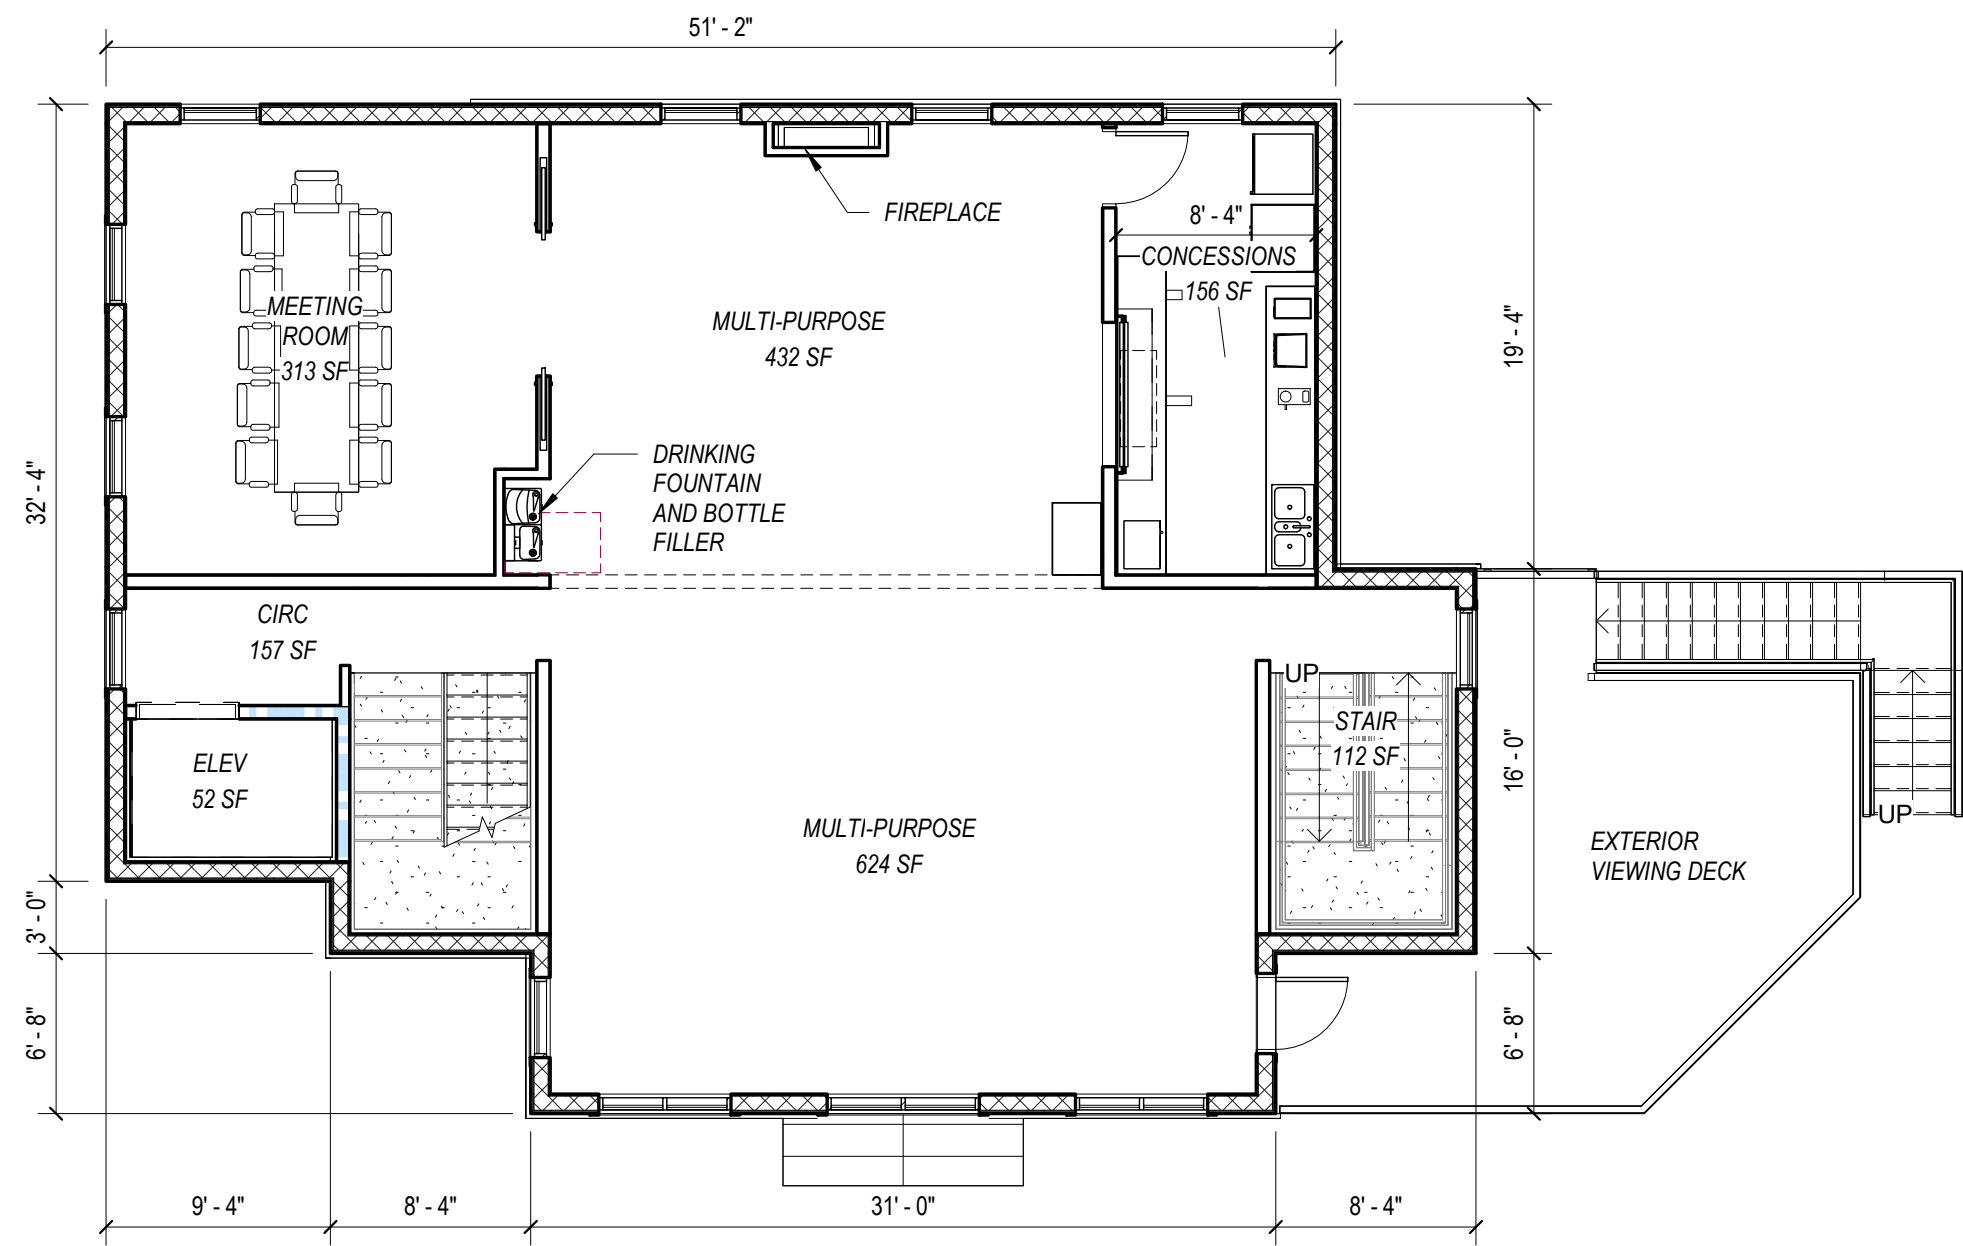 51' - 2"
FIREPLACE
8' - 4"
CONCESSIONS
156 SF
MEETING
ROOM
313 SF
MULTI-PURPOSE
432 SF
19' - 4"
32' - 4"
DRINKING
FOUNTAIN
AND BOTTLE
FILLER
CIRC
157 SF
UP
STAIR
112 SF
ELEV
52 SF
16' - 0"
UP
MULTI-PURPOSE
624 SF
EXTERIOR
VIEWING DECK
3' - 0"
6' - 8"
6' - 8"
9' - 4"
8' - 4"
31' - 0"
8' - 4"